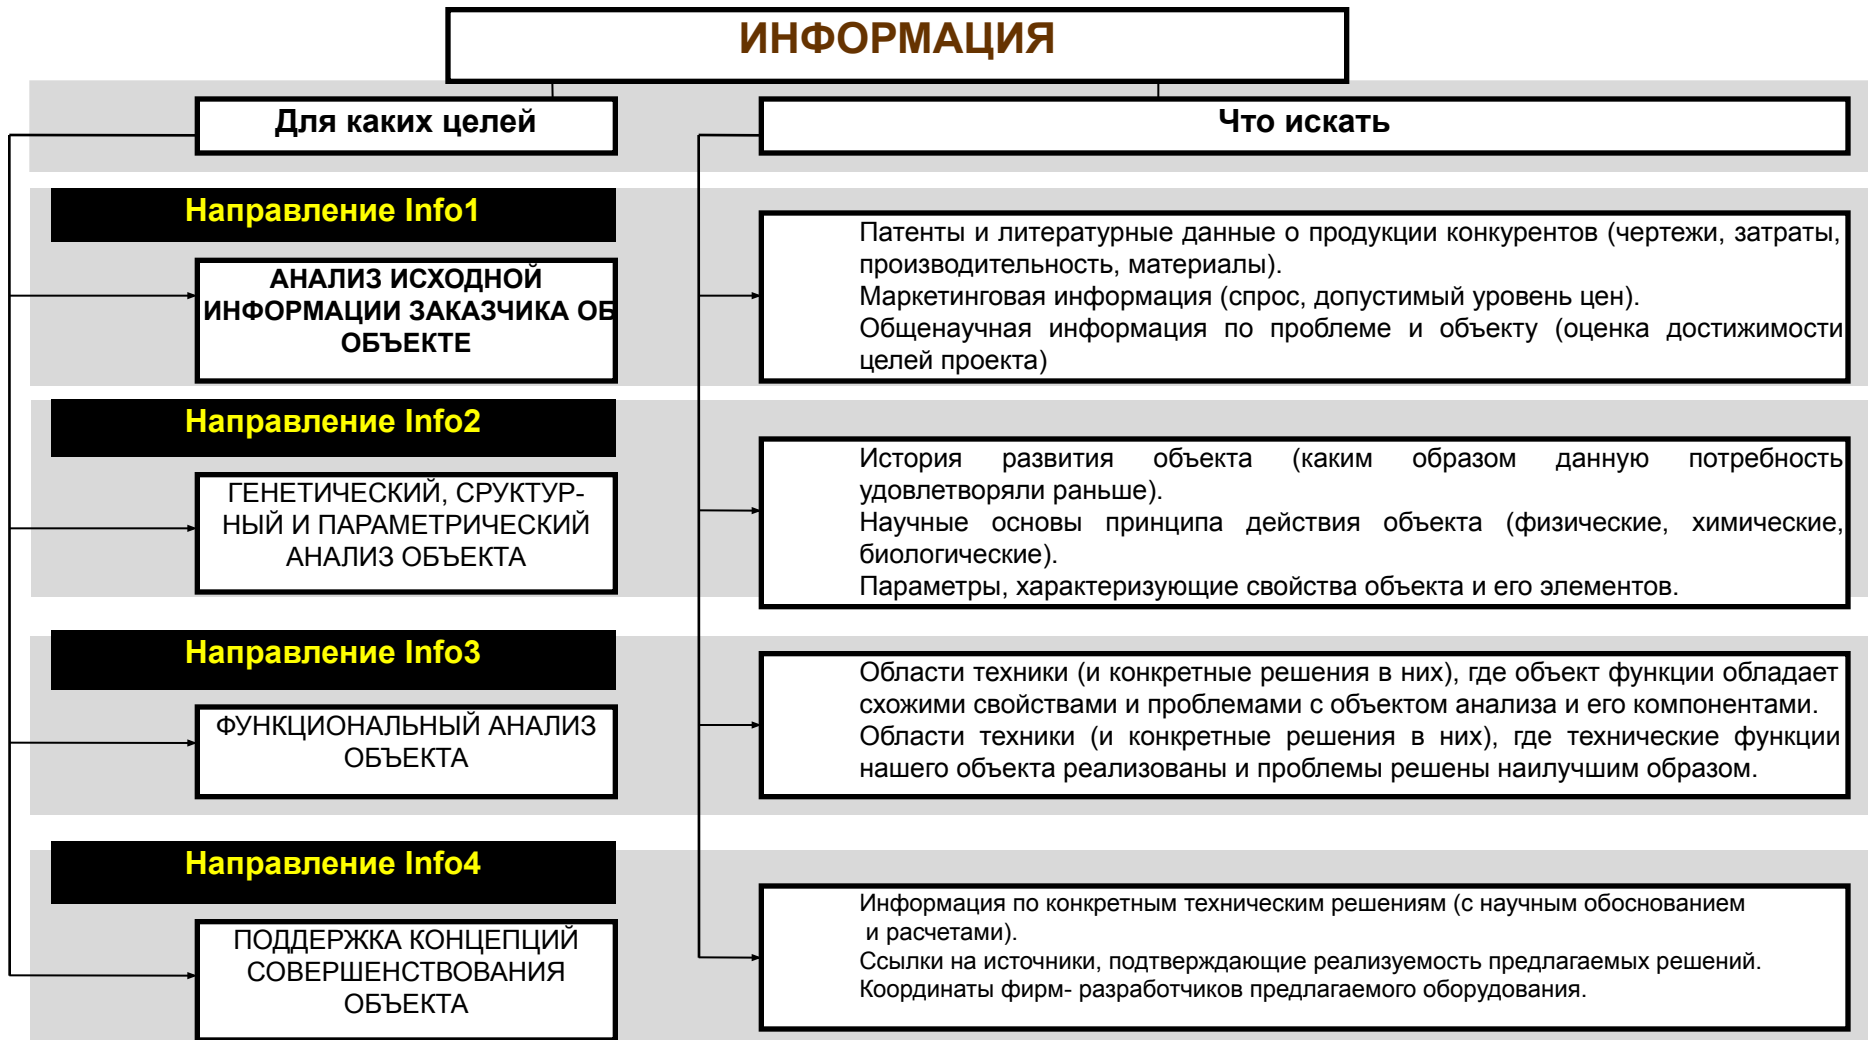 ИНФОРМАЦИЯ
Для каких целей
Что искать
Направление Info1
АНАЛИЗ ИСХОДНОЙ
ИНФОРМАЦИИ ЗАКАЗЧИКА ОБ
ОБЪЕКТЕ
Патенты и литературные данные о продукции конкурентов (чертежи, затраты,
производительность, материалы).
Маркетинговая информация (спрос, допустимый уровень цен).
Общенаучная информация по проблеме и объекту (оценка достижимости
целей проекта)
Направление Info2
ГЕНЕТИЧЕСКИЙ, СРУКТУР-
НЫЙ И ПАРАМЕТРИЧЕСКИЙ
АНАЛИЗ ОБЪЕКТА
История развития объекта (каким образом данную потребность
удовлетворяли раньше).
Научные основы принципа действия объекта (физические, химические,
биологические).
Параметры, характеризующие свойства объекта и его элементов.
Направление Info3
ФУНКЦИОНАЛЬНЫЙ АНАЛИЗ
ОБЪЕКТА
Области техники (и конкретные решения в них), где объект функции обладает
схожими свойствами и проблемами с объектом анализа и его компонентами.
Области техники (и конкретные решения в них), где технические функции
нашего объекта реализованы и проблемы решены наилучшим образом.
Направление Info4
ПОДДЕРЖКА КОНЦЕПЦИЙ
СОВЕРШЕНСТВОВАНИЯ
ОБЪЕКТА
Информация по конкретным техническим решениям (с научным обоснованием
и расчетами).
Ссылки на источники, подтверждающие реализуемость предлагаемых решений.
Координаты фирм- разработчиков предлагаемого оборудования.